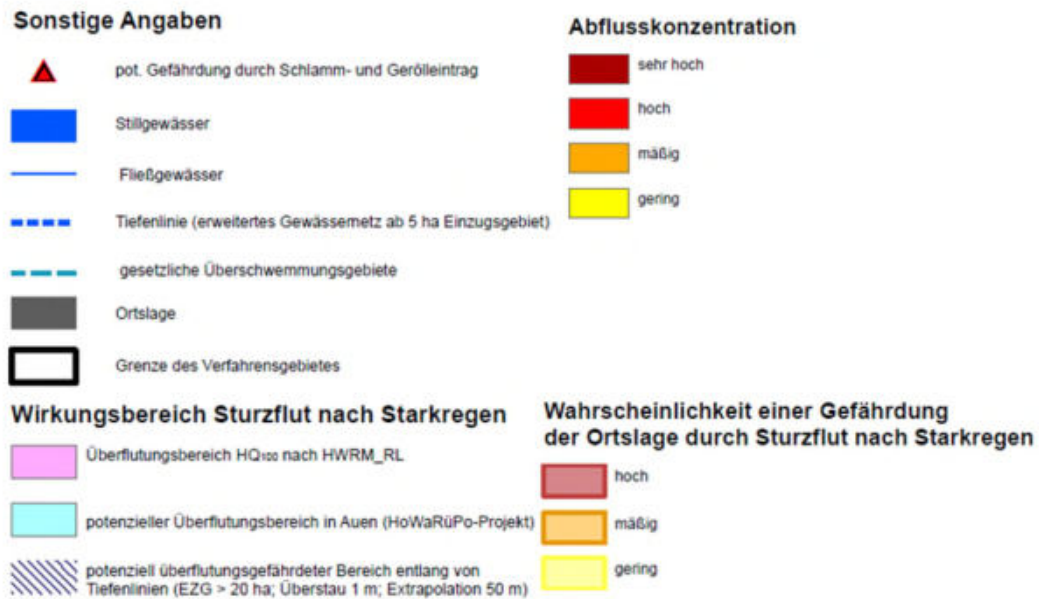 Sonstige Angaben
pot. Gefährdung durch Schlamm- und Gerölleintrag
Stillgewässer
Fließgewässer
Tiefenlinie (erweitertes Gewässernetz ab 5 ha Einzugsgebiet)
gesetzliche Überschwemmungsgebiete
Ortslage
Grenze des Verfahrensgebietes
Abflusskonzentration
sehr hoch
hoch
mäßig
gering
Wirkungsbereich Sturzflut nach Starkregen
Überflutungsbereich HQ₁₀₀ nach HWRM_RL
potenzieller Überflutungsbereich in Auen (HoWaRüPo-Projekt)
potenziell überflutungsgefährdeter Bereich entlang von
Tiefenlinien (EZG > 20 ha; Überstau 1 m; Extrapolation 50 m)
Wahrscheinlichkeit einer Gefährdung
der Ortslage durch Sturzflut nach Starkregen
hoch
mäßig
gering